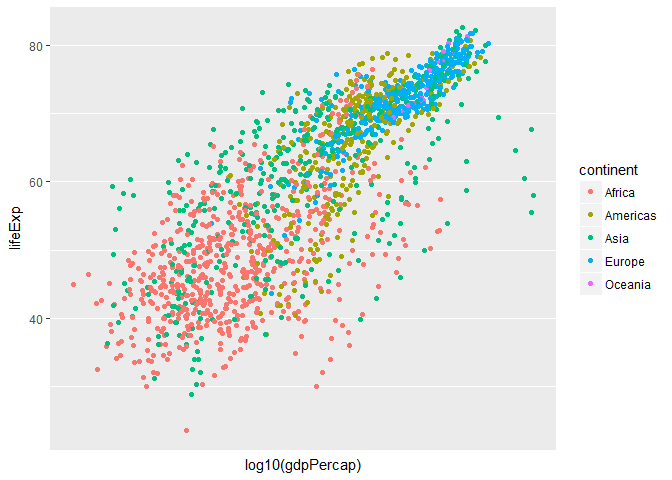 80
60
40
lifeExp
log10(gdpPercap)
continent
Africa
Americas
Asia
Europe
Oceania